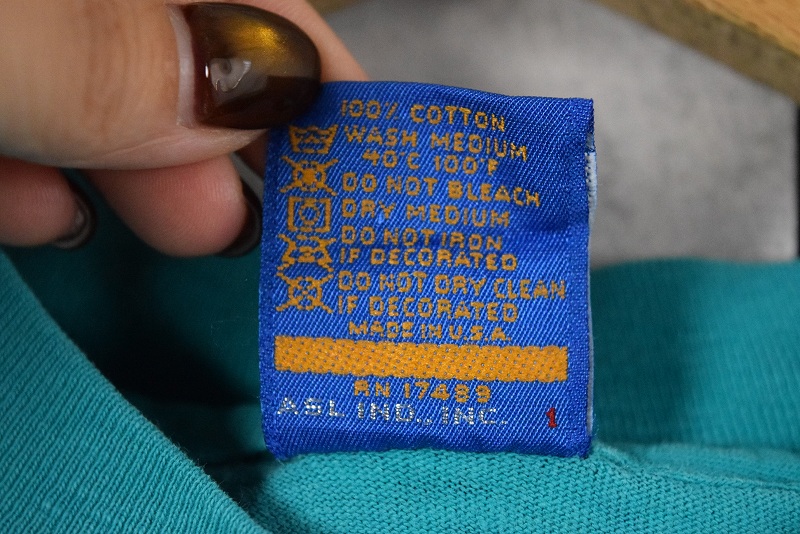 100% COTTON
WASH MEDIUM
40°C 100°F
DO NOT BLEACH
DRY MEDIUM
DO NOT IRON
IF DECORATED
DO NOT DRY CLEAN
IF DECORATED
MADE IN U.S.A.
RN 17489
ASL IND., INC. 1